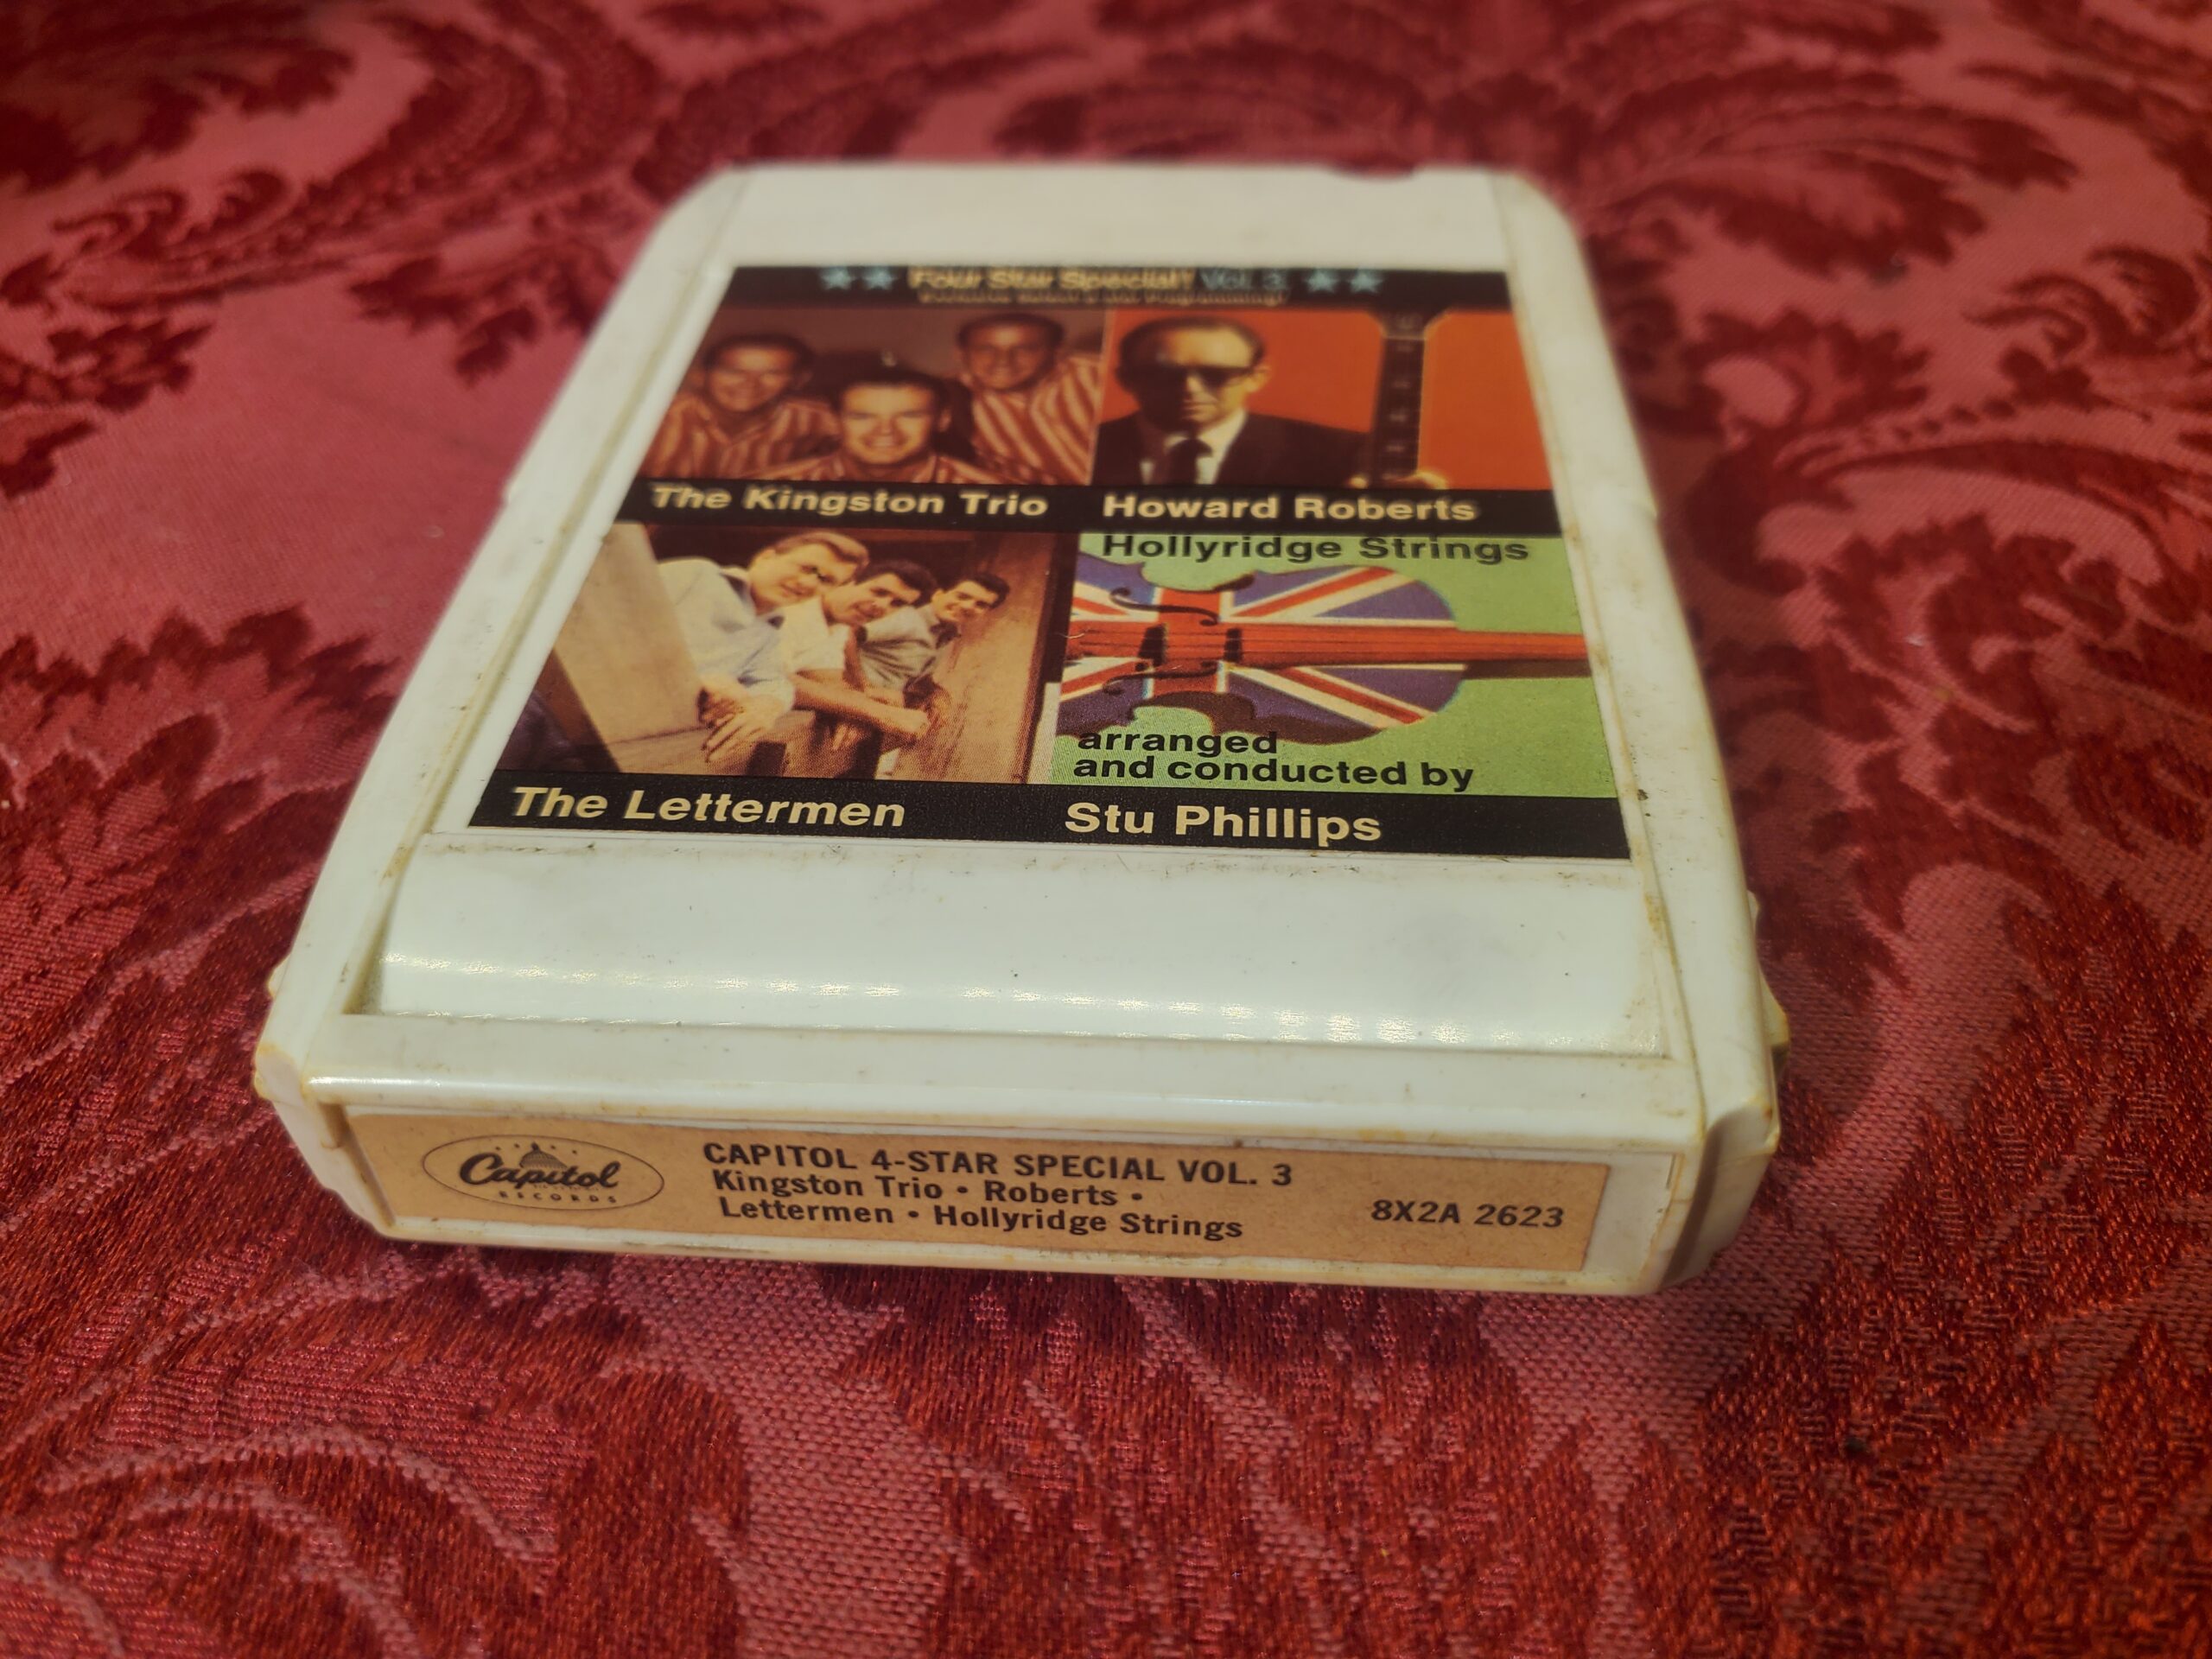 ★★ Four Star Special! Vol. 3 ★★
The Kingston Trio
Howard Roberts
Hollyridge Strings
arranged
and conducted by
The Lettermen
Stu Phillips
Capitol
RECORDS
CAPITOL 4-STAR SPECIAL VOL. 3
Kingston Trio • Roberts •
Lettermen • Hollyridge Strings
8X2A 2623